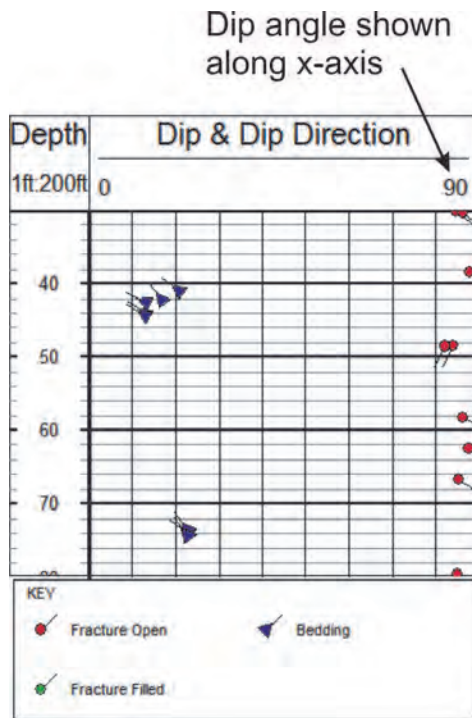 Dip angle shown
along x-axis
Depth
Dip & Dip Direction
1ft:200ft
0
90
40
50
60
70
80
KEY
Fracture Open
Bedding
Fracture Filled